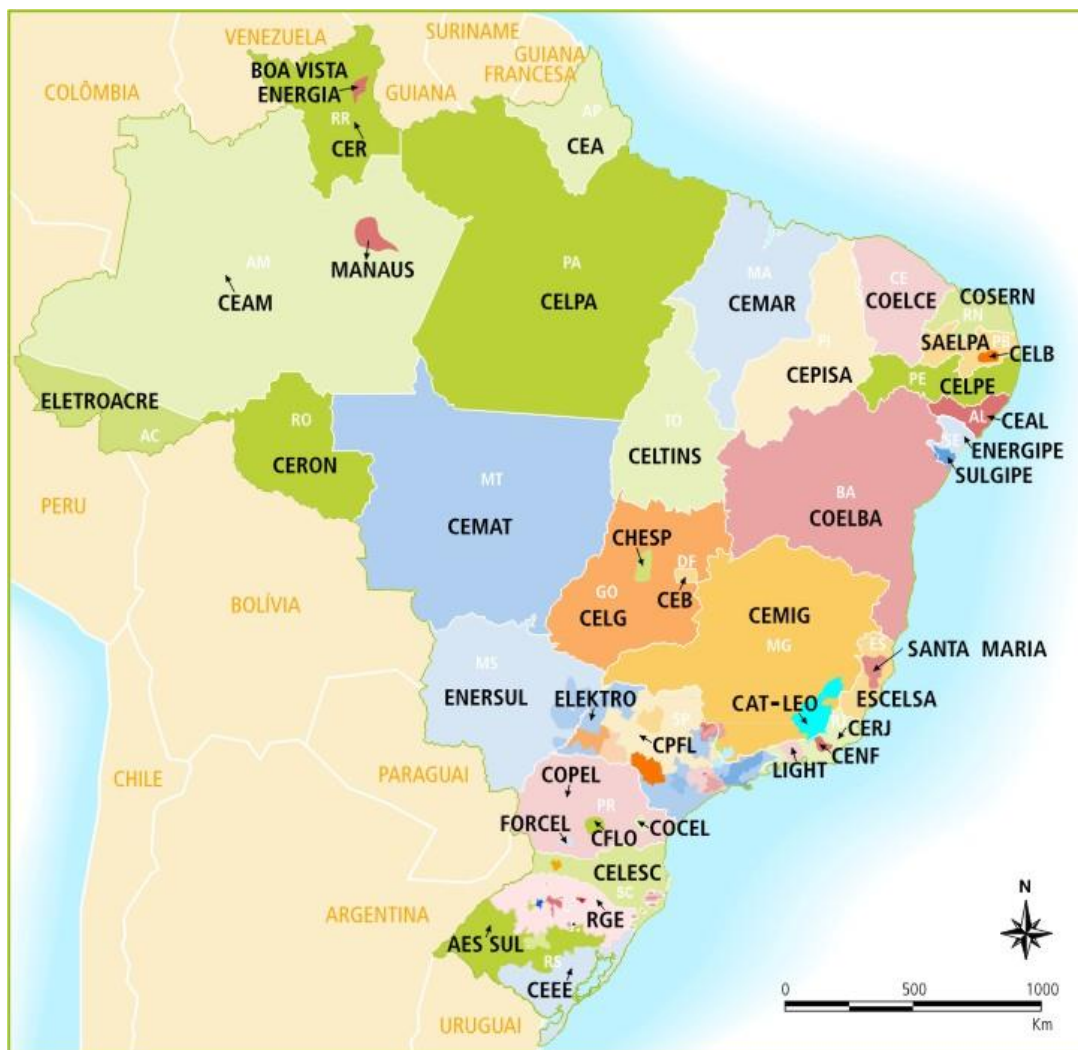 VENEZUELA
SURINAME
GUIANA
FRANCESA
COLÔMBIA
BOA VISTA
ENERGIA
GUIANA
RR
CER
AP
CEA
AM
CEAM
MANAUS
PA
CELPA
MA
CEMAR
CE
COELCE
COSERN
RN
PI
CEPISA
SAELPA
PB
CELB
PE
CELPE
AL
CEAL
SE
ENERGIPE
SULGIPE
ELETROACRE
AC
RO
CERON
TO
CELTINS
MT
CEMAT
BA
COELBA
PERU
BOLÍVIA
CHESP
DF
CEB
GO
CELG
CEMIG
MG
ES
SANTA MARIA
ESCELSA
MS
ENERSUL
ELEKTRO
SP
CPFL
CAT-LEO
RJ
CERJ
CENF
LIGHT
CHILE
PARAGUAI
COPEL
PR
FORCEL
CFLO
COCEL
CELESC
SC
ARGENTINA
RGE
AES SUL
RS
CEEE
URUGUAI
N
0 500 1000
Km